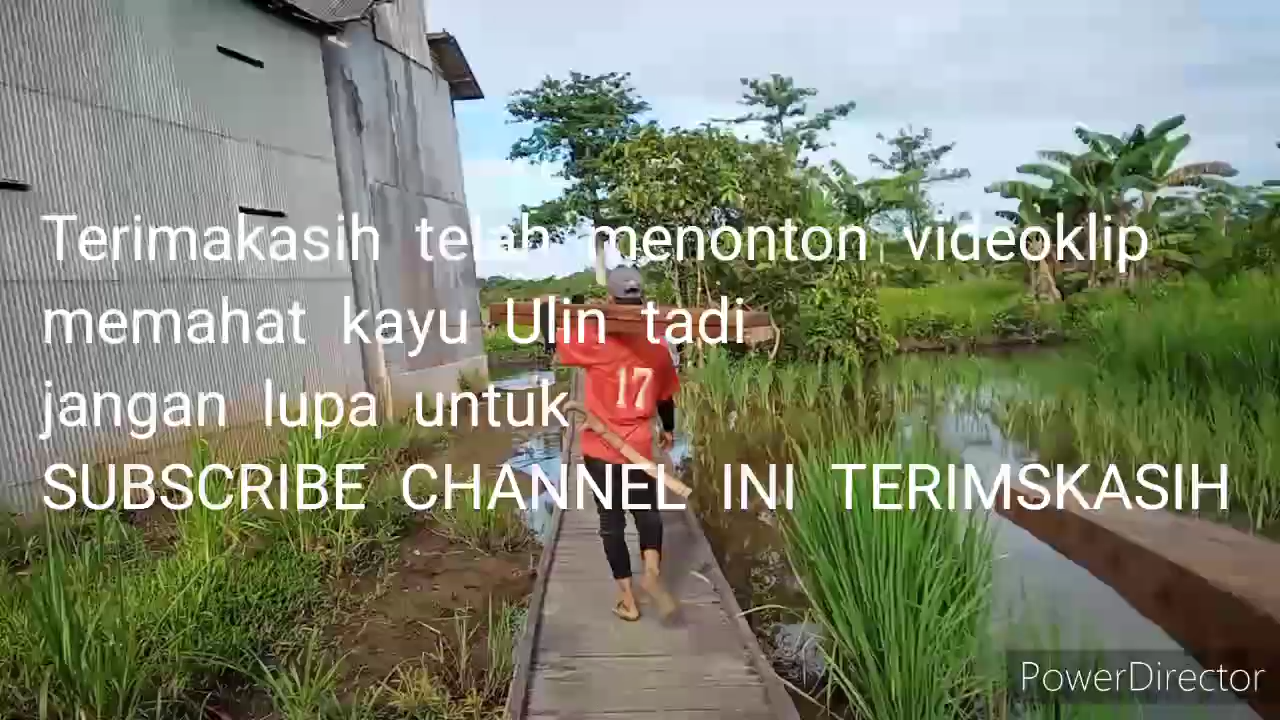 Terimakasih telah menonton videoklip
memahat kayu Ulin tadi
jangan lupa untuk
SUBSCRIBE CHANNEL INI TERIMSKASIH
17
PowerDirector